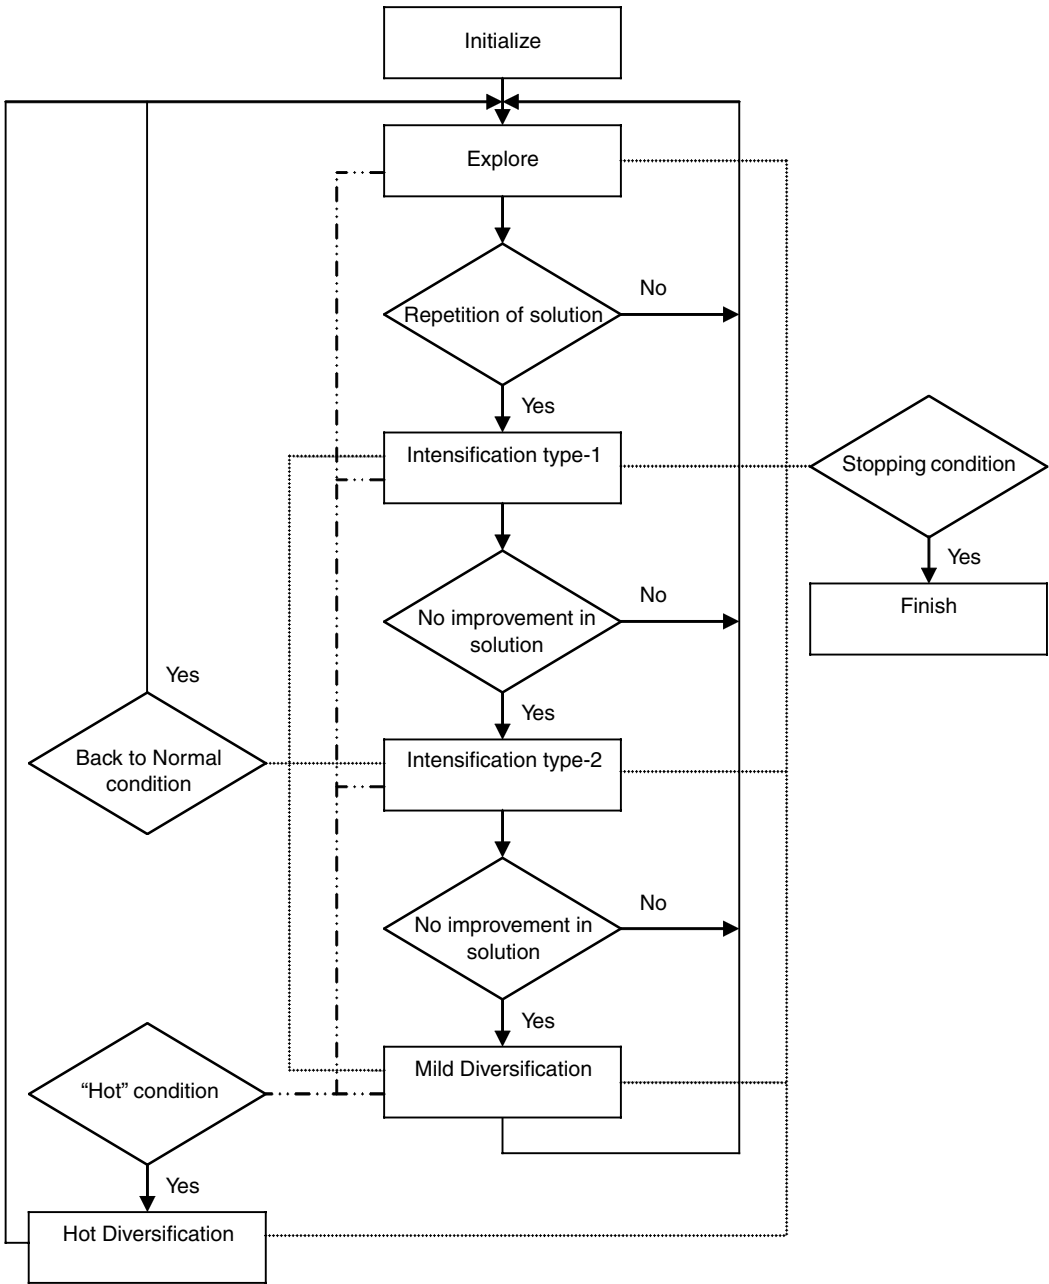 Initialize
Explore
No
Repetition of solution
Yes
Intensification type-1
Stopping condition
Yes
Finish
No
No improvement in
solution
Yes
Yes
Back to Normal
condition
Intensification type-2
No
No improvement in
solution
Yes
Mild Diversification
“Hot” condition
Yes
Hot Diversification